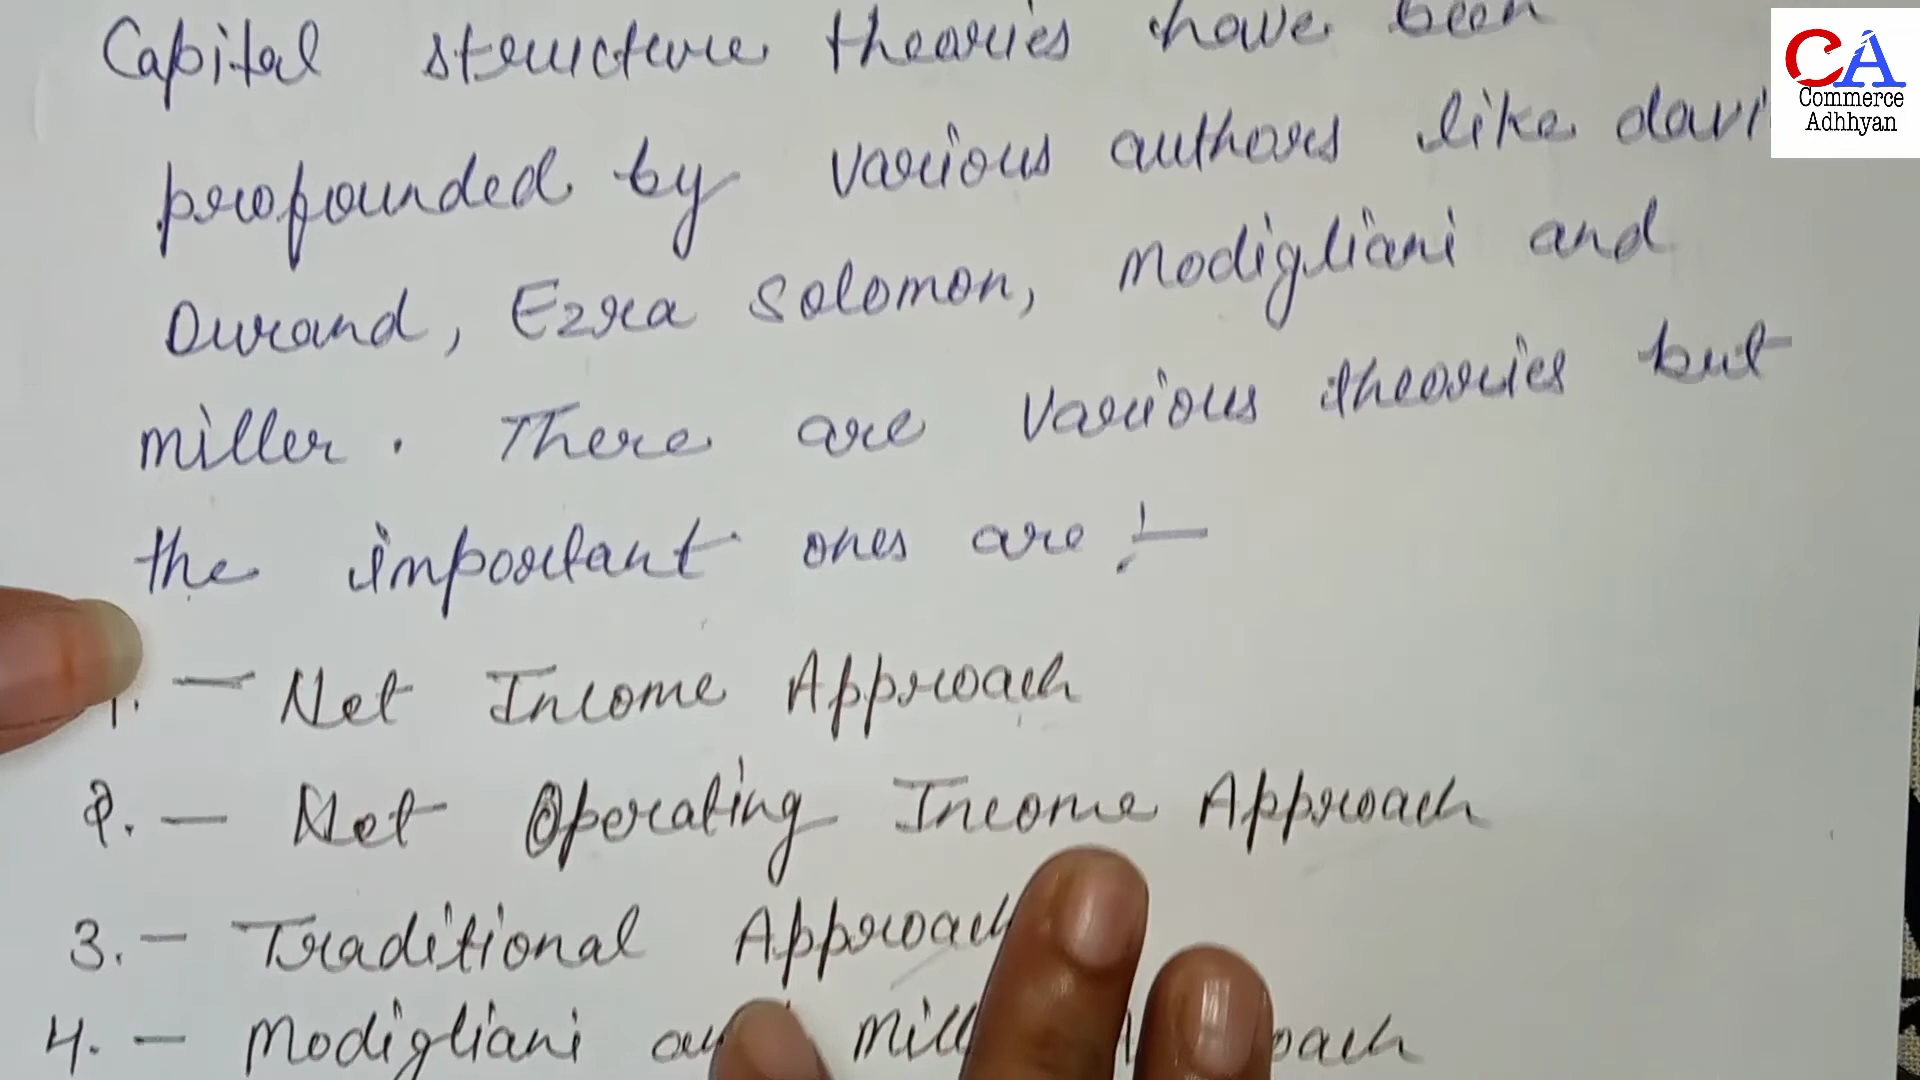 Capital structure theories have been
profounded by various authors like davi
Durand, Ezra Solomon, Modigliani and
miller. There are various theories but
the important ones are :-
1. - Net Income Approach
2. - Net Operating Income Approach
3. - Traditional Approach
4. - Modigliani
CA
Commerce
Adhhyan